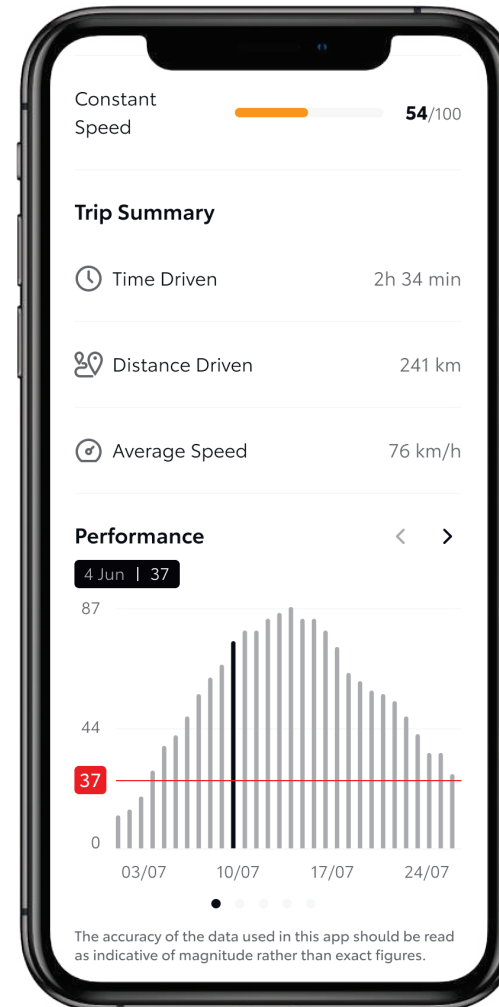 Constant
Speed
54/100
Trip Summary
Time Driven
2h 34 min
Distance Driven
241 km
Average Speed
76 km/h
Performance
4 Jun | 37
87
44
37
0
03/07
10/07
17/07
24/07
The accuracy of the data used in this app should be read
as indicative of magnitude rather than exact figures.